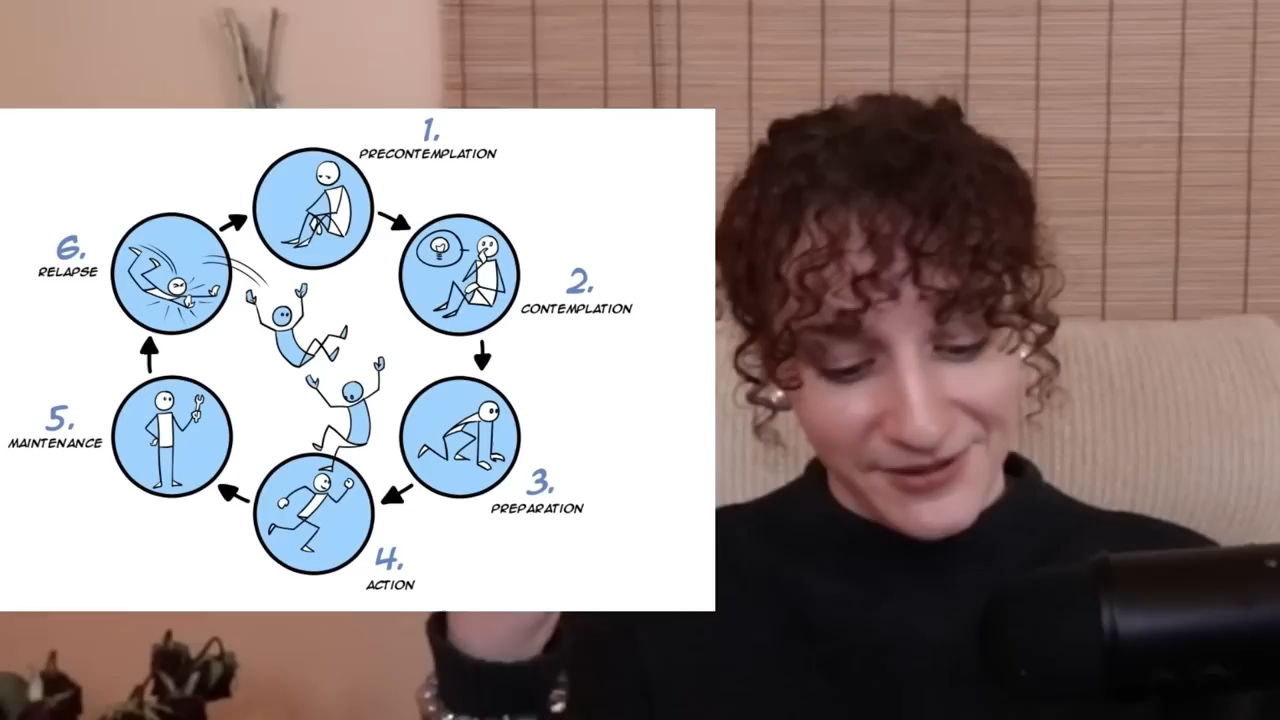 1.
PRECONTEMPLATION
2.
CONTEMPLATION
3.
PREPARATION
4.
ACTION
5.
MAINTENANCE
6.
RELAPSE